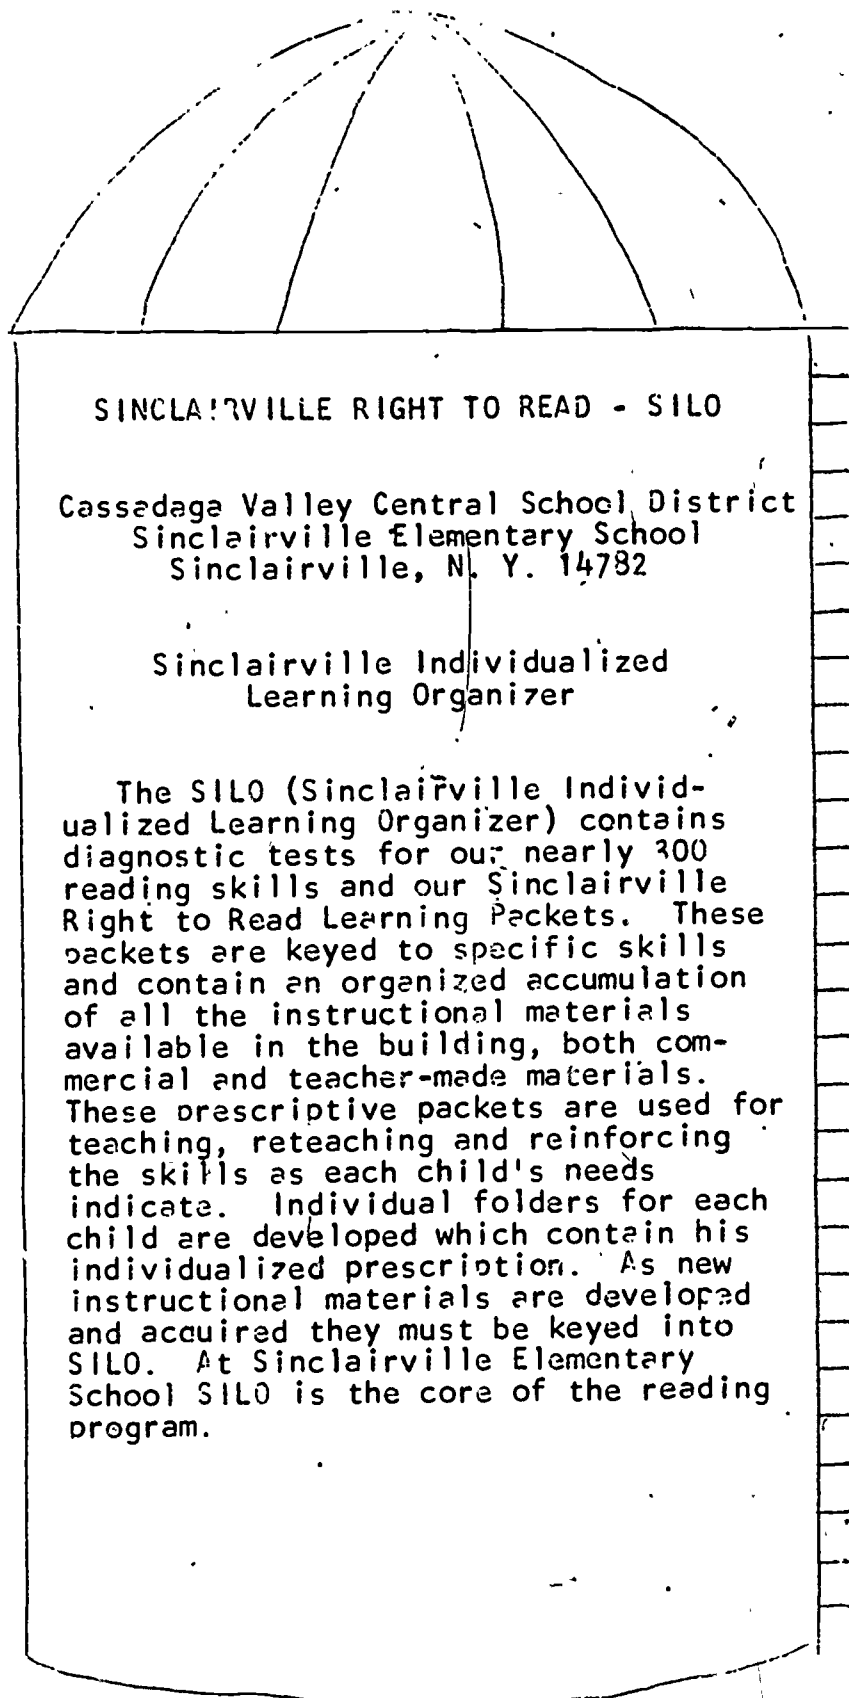 SINCLAIRVILLE RIGHT TO READ - SILO
Cassadaga Valley Central School District
Sinclairville Elementary School
Sinclairville, N. Y. 14782
Sinclairville Individualized
Learning Organizer
The SILO (Sinclairville Individ-
ualized Learning Organizer) contains
diagnostic tests for our nearly 300
reading skills and our Sinclairville
Right to Read Learning Packets. These
packets are keyed to specific skills
and contain an organized accumulation
of all the instructional materials
available in the building, both com-
mercial and teacher-made materials.
These prescriptive packets are used for
teaching, reteaching and reinforcing
the skills as each child's needs
indicate. Individual folders for each
child are developed which contain his
individualized prescription. As new
instructional materials are developed
and acquired they must be keyed into
SILO. At Sinclairville Elementary
School SILO is the core of the reading
program.